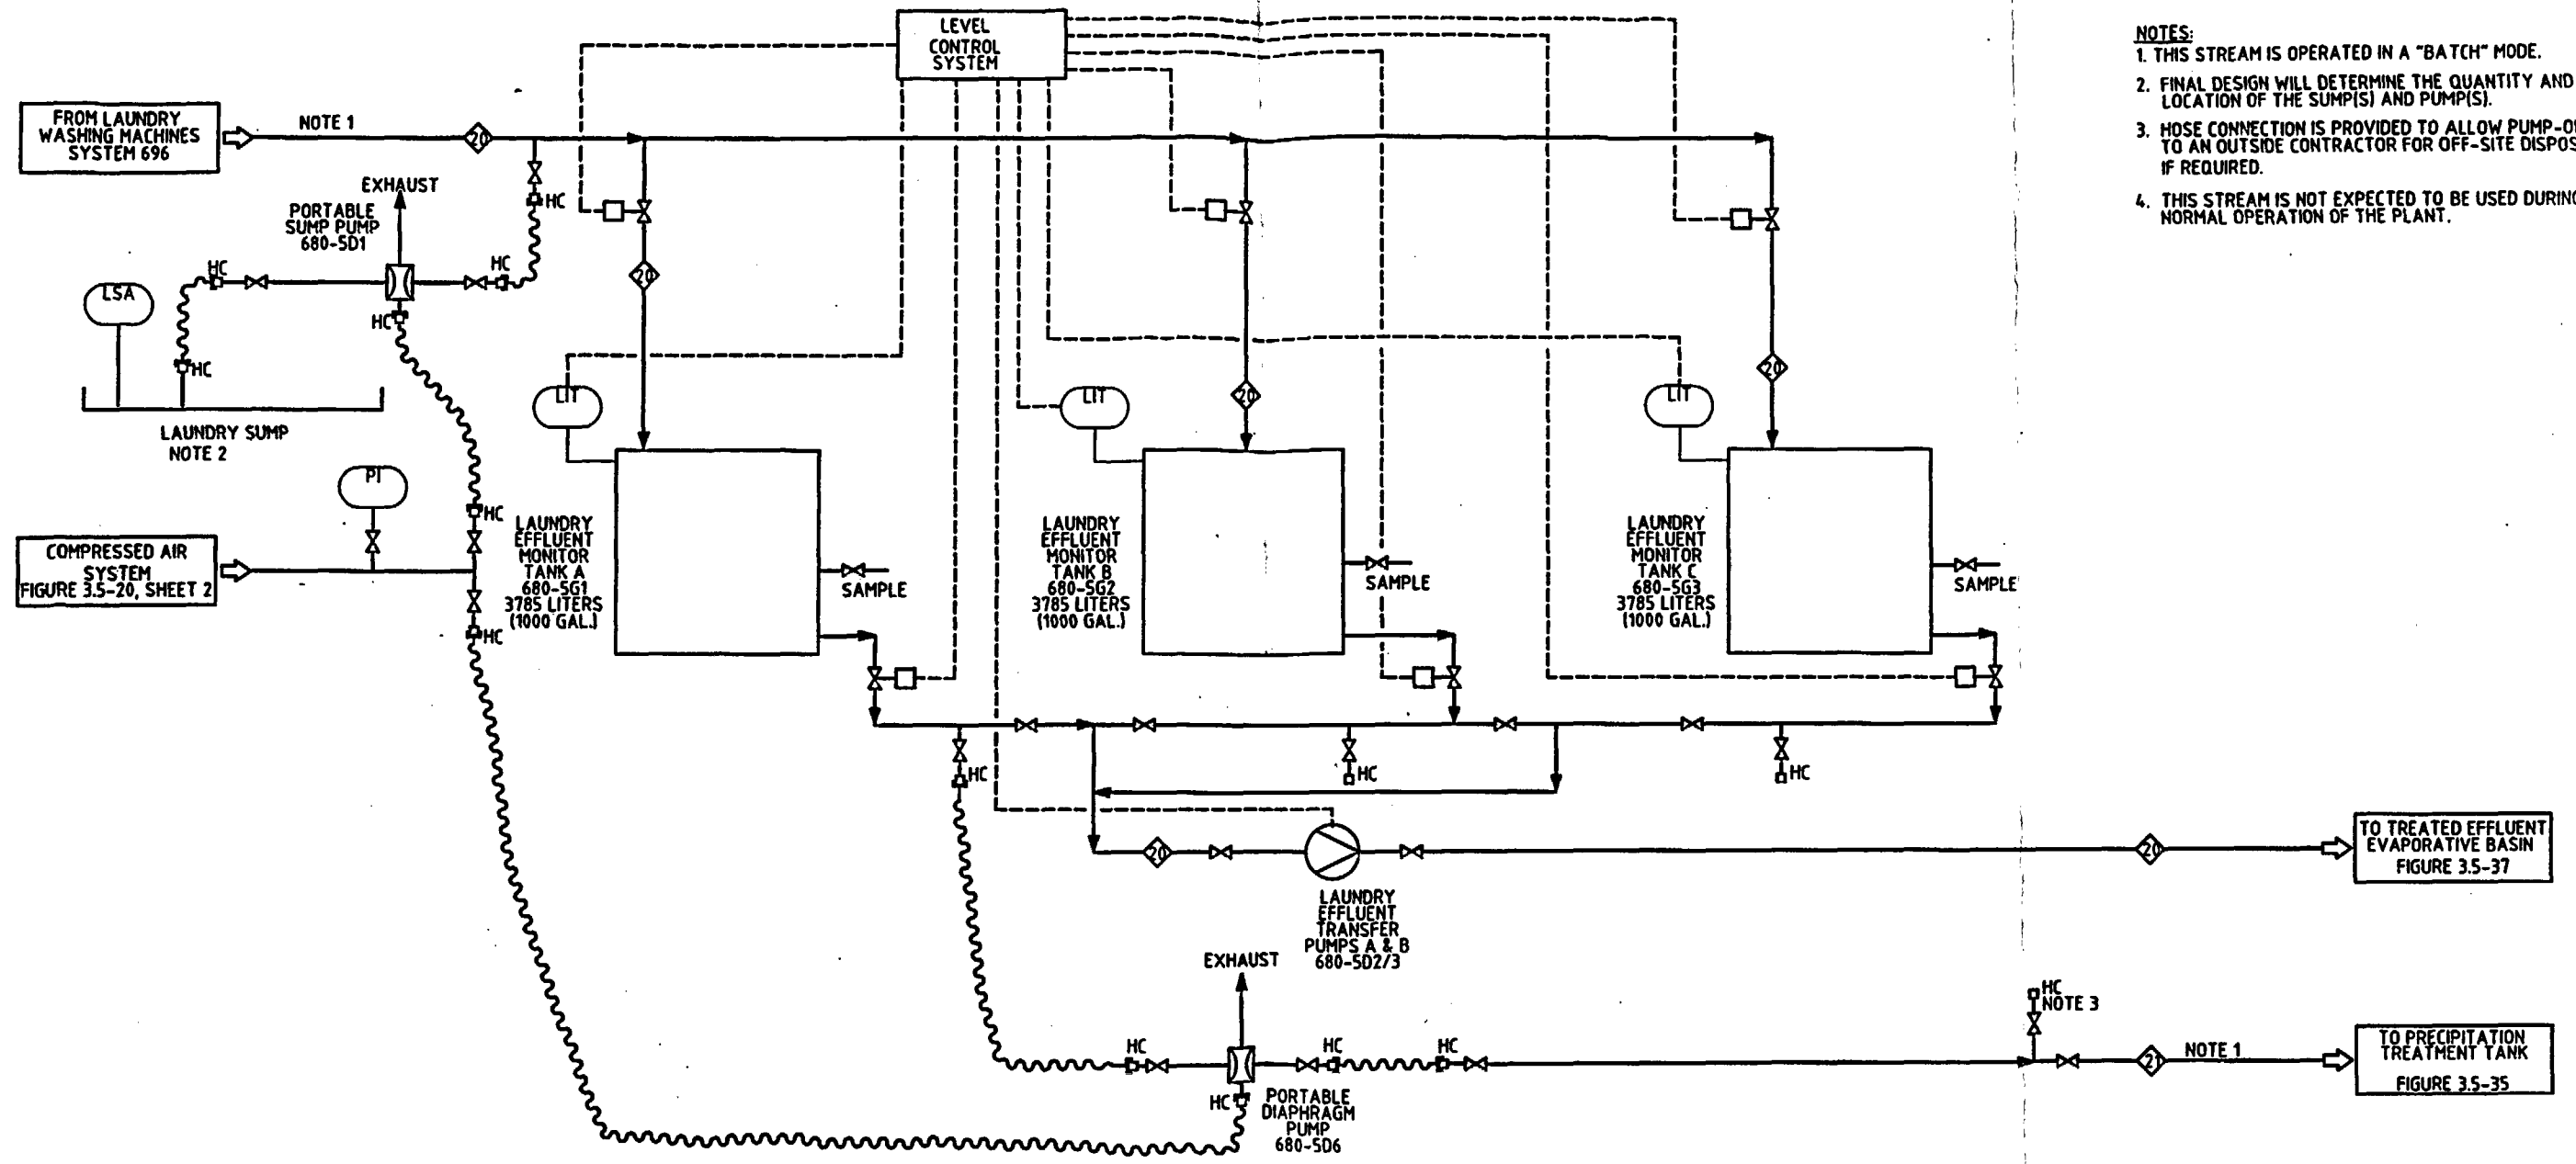 LEVEL
CONTROL
SYSTEM
NOTES:
1. THIS STREAM IS OPERATED IN A "BATCH" MODE.
2. FINAL DESIGN WILL DETERMINE THE QUANTITY AND
LOCATION OF THE SUMP(S) AND PUMP(S).
3. HOSE CONNECTION IS PROVIDED TO ALLOW
TO AN OUTSIDE CONTRACTOR FOR OFF-SITE
IF REQUIRED.
4. THIS STREAM IS NOT EXPECTED TO BE USED
NORMAL OPERATION OF THE PLANT.
FROM LAUNDRY
WASHING MACHINES
SYSTEM 696
NOTE 1
20
EXHAUST
HC
PORTABLE
SUMP PUMP
680-5D1
HC
HC
LSA
HC
HC
LAUNDRY SUMP
NOTE 2
20
20
20
LIT
LIT
LIT
PI
HC
COMPRESSED AIR
SYSTEM
FIGURE 3.5-20, SHEET 2
HC
LAUNDRY
EFFLUENT
MONITOR
TANK A
680-5G1
3785 LITERS
(1000 GAL.)
SAMPLE
LAUNDRY
EFFLUENT
MONITOR
TANK B
680-5G2
3785 LITERS
(1000 GAL.)
SAMPLE
LAUNDRY
EFFLUENT
MONITOR
TANK C
680-5G3
3785 LITERS
(1000 GAL.)
SAMPLE
HC
HC
HC
20
LAUNDRY
EFFLUENT
TRANSFER
PUMPS A & B
680-5D2/3
20
TO TREATED EFFLUENT
EVAPORATIVE BASIN
FIGURE 3.5-37
EXHAUST
HC
HC
HC
HC
PORTABLE
DIAPHRAGM
PUMP
680-5D6
HC
NOTE 3
21
NOTE 1
TO PRECIPITATION
TREATMENT TANK
FIGURE 3.5-35